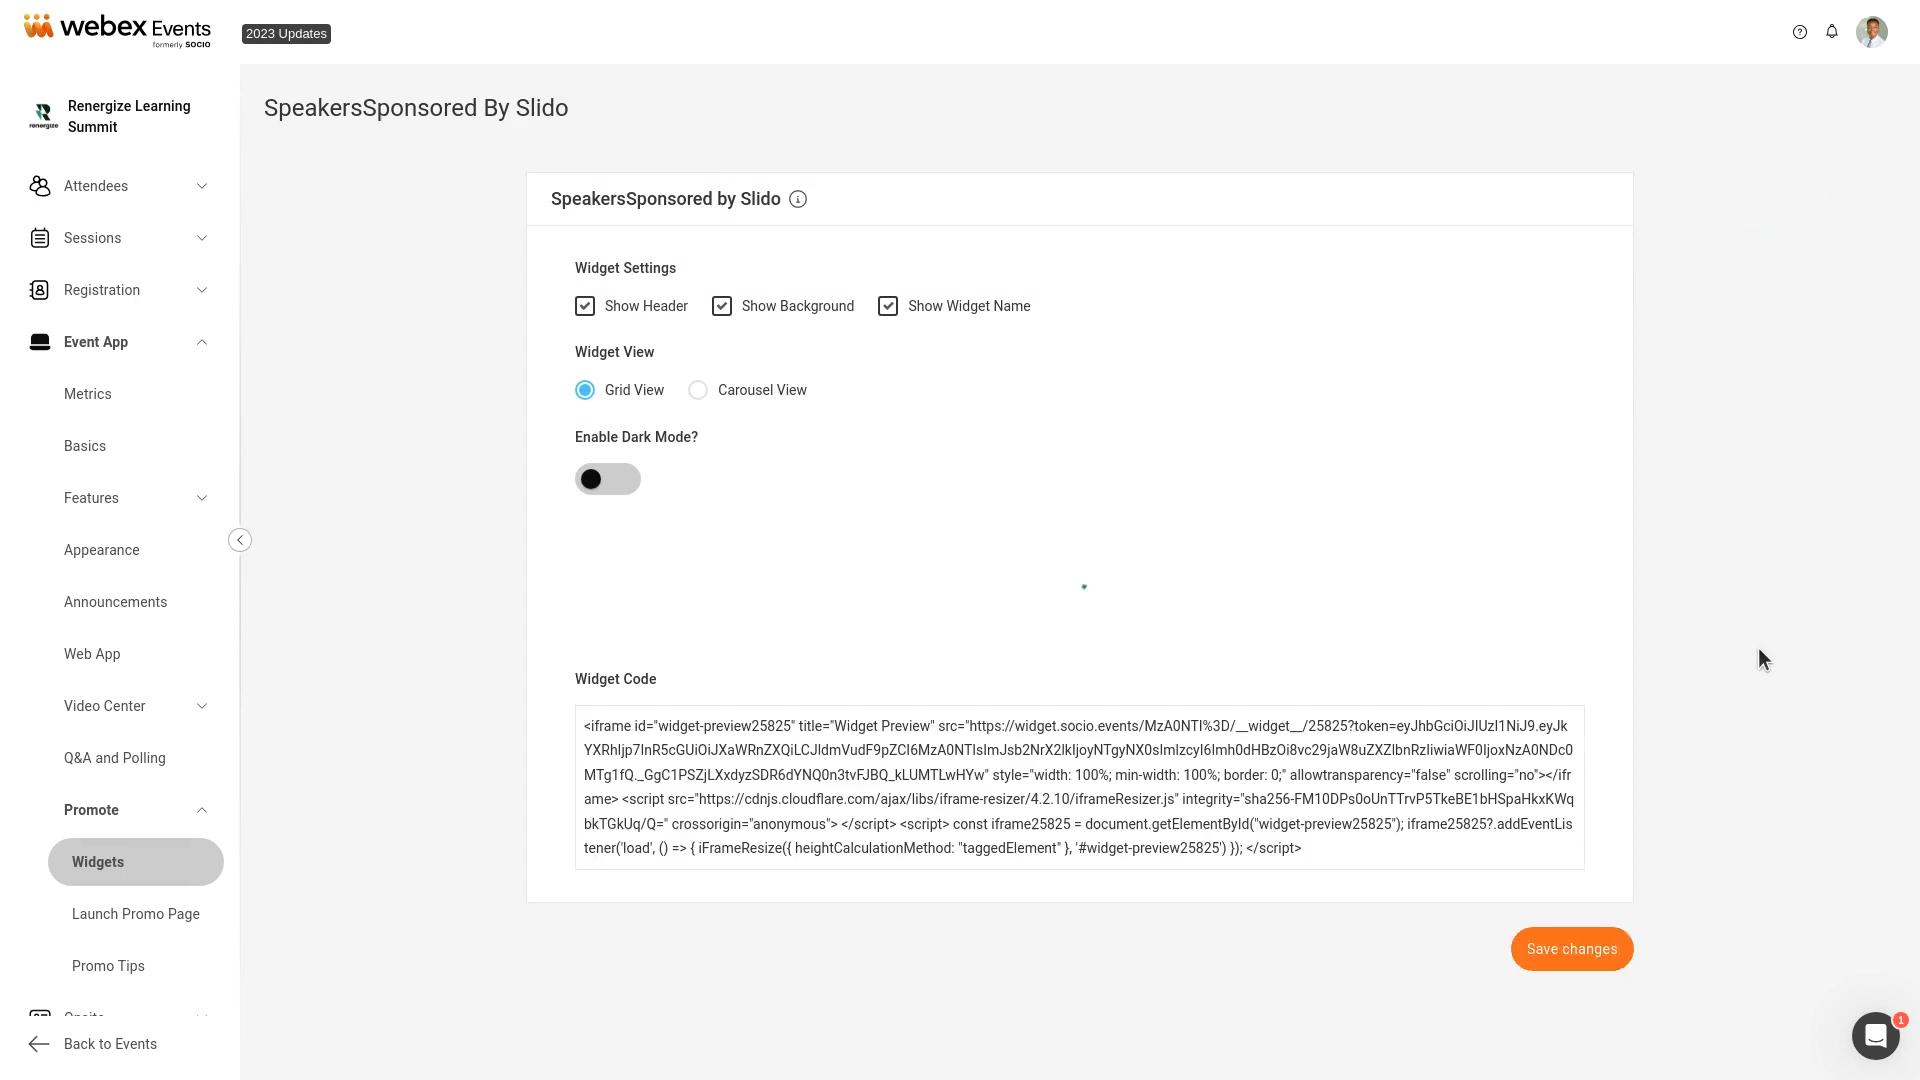 webex Events
formerly SOCIO
2023 Updates
Renergize Learning
Summit
renergize
Attendees
Sessions
Registration
Event App
Metrics
Basics
Features
Appearance
Announcements
Web App
Video Center
Q&A and Polling
Promote
Widgets
Launch Promo Page
Promo Tips
Back to Events
SpeakersSponsored By Slido
SpeakersSponsored by Slido
Widget Settings
Show Header
Show Background
Show Widget Name
Widget View
Grid View
Carousel View
Enable Dark Mode?
Widget Code
<iframe id="widget-preview25825" title="Widget Preview" src="https://widget.socio.events/MzA0NTI%3D/__widget__/25825?token=eyJhbGciOiJIUzI1NiJ9.eyJk
YXRhIjp7InR5cGUiOiJXaWRnZXQiLCJldmVudF9pZCI6MzA0NTIsImJsb2NrX2lkIjoyNTgyNX0sImlzcyI6Imh0dHBzOi8vc29jaW8uZXZlbnRzIiwiaWF0IjoxNzA0NDc0
MTg1fQ._GgC1PSZjLXxdyzSDR6dYNQ0n3tvFJBQ_kLUMTLwHYw" style="width: 100%; min-width: 100%; border: 0;" allowtransparency="false" scrolling="no"></ifr
ame> <script src="https://cdnjs.cloudflare.com/ajax/libs/iframe-resizer/4.2.10/iframeResizer.js" integrity="sha256-FM10DPs0oUnTTrvP5TkeBE1bHSpaHkxKWq
bkTGkUq/Q=" crossorigin="anonymous"> </script> <script> const iframe25825 = document.getElementById("widget-preview25825"); iframe25825?.addEventLis
tener('load', () => { iFrameResize({ heightCalculationMethod: "taggedElement" }, '#widget-preview25825') }); </script>
Save changes
1